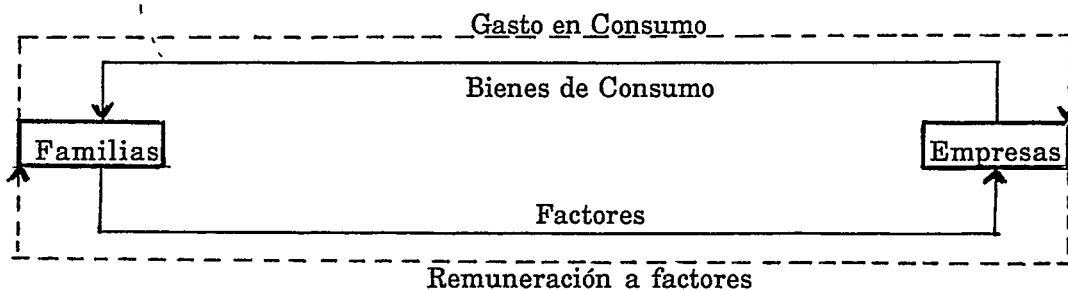 Gasto en Consumo
Bienes de Consumo
Familias
Empresas
Factores
Remuneración a factores